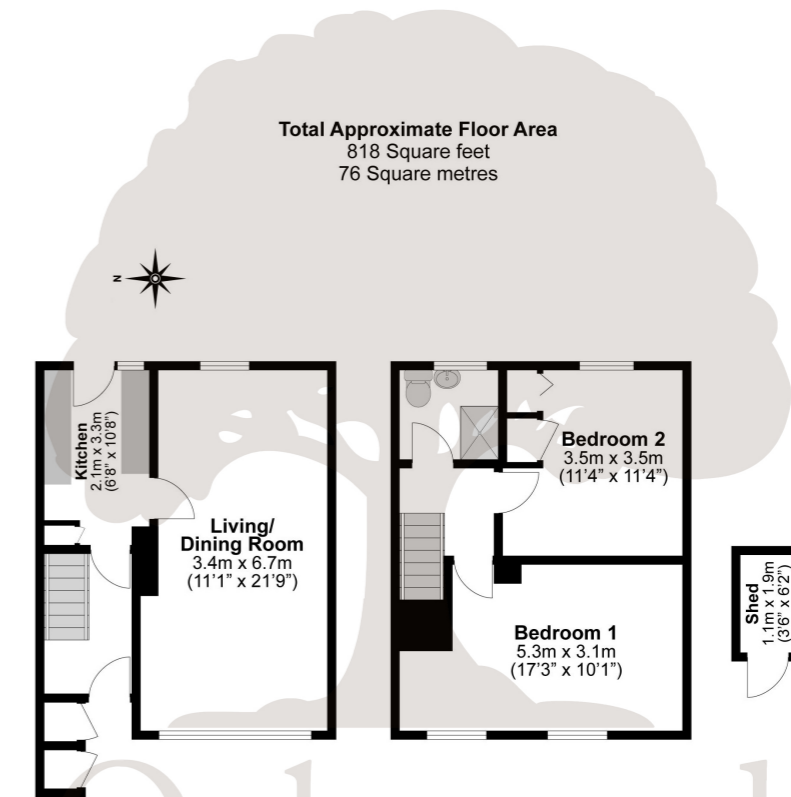 Total Approximate Floor Area
818 Square feet
76 Square metres
N
Kitchen
2.1m x 3.3m
(6'8" x 10'8")
Living/
Dining Room
3.4m x 6.7m
(11'1" x 21'9")
Bedroom 2
3.5m x 3.5m
(11'4" x 11'4")
Bedroom 1
5.3m x 3.1m
(17'3" x 10'1")
Shed
1.1m x 1.9m
(3'6" x 6'2")